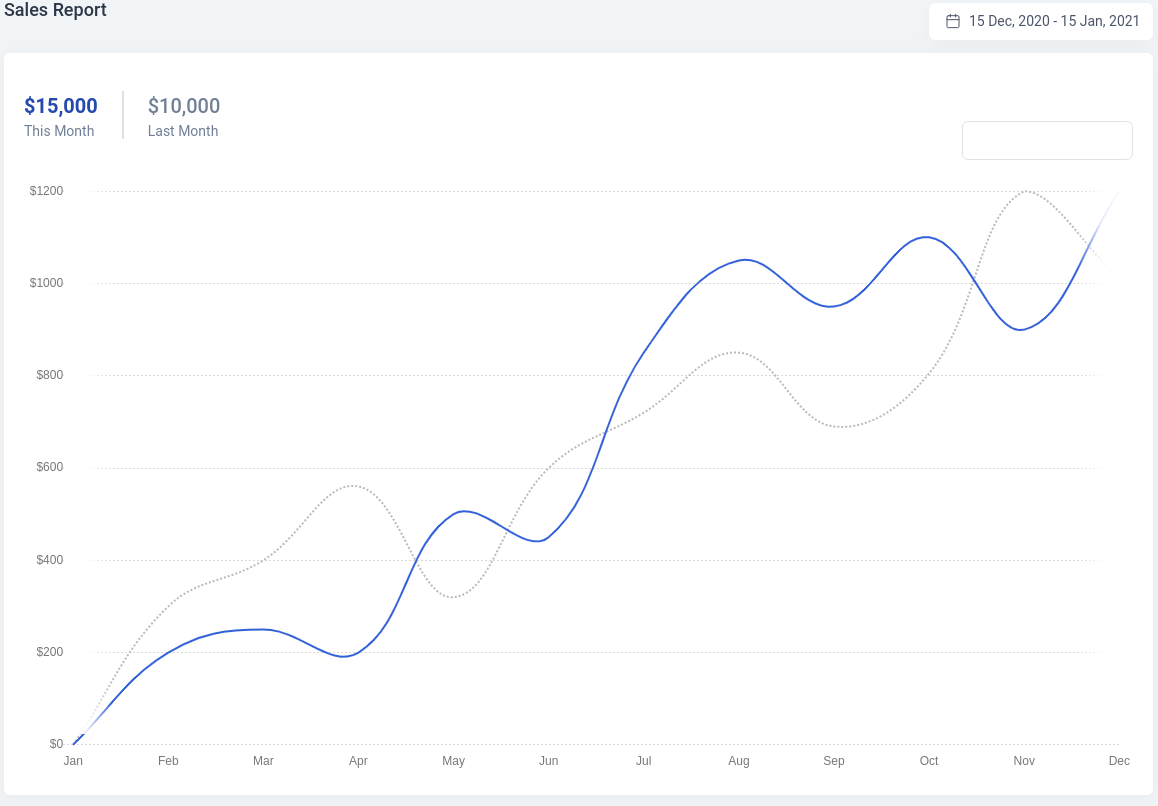 Sales Report
15 Dec, 2020 - 15 Jan, 2021
$15,000 $10,000
This Month Last Month
$1200
$1000
$800
$600
$400
$200
$0
Jan Feb Mar Apr May Jun Jul Aug Sep Oct Nov Dec